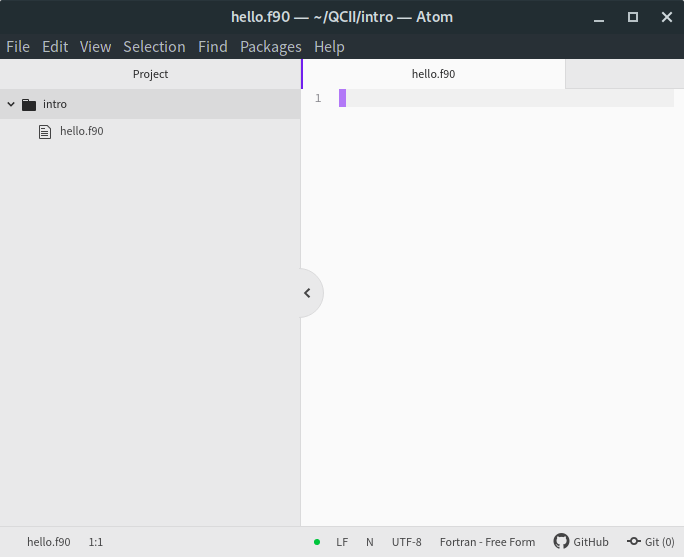 hello.f90 — ~/QCII/intro — Atom
File Edit View Selection Find Packages Help
Project
hello.f90
intro
1
hello.f90
hello.f90 1:1 LF N UTF-8 Fortran - Free Form GitHub Git (0)